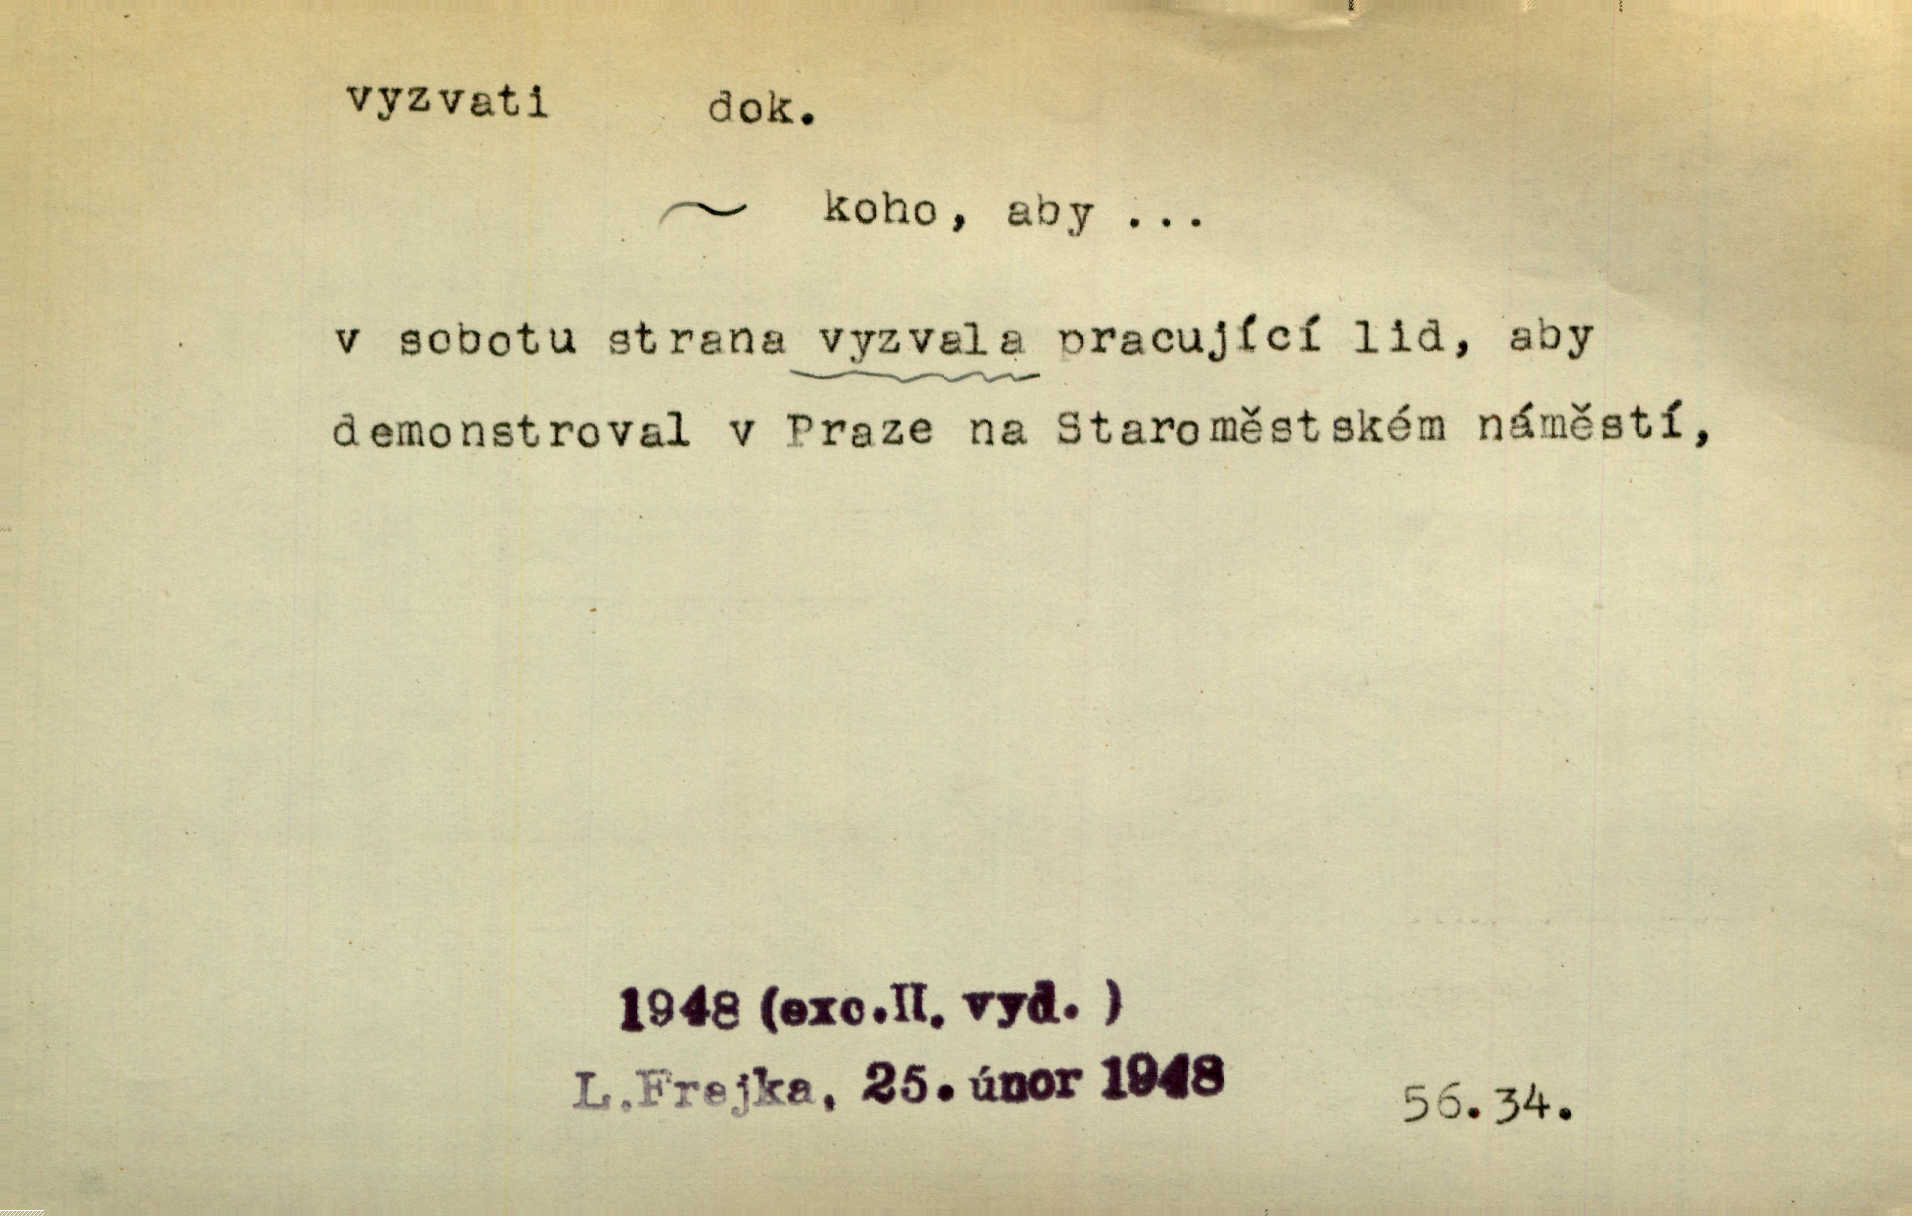 vyzvati dok.
~ koho, aby ...
v sobotu strana vyzvala pracující lid, aby
demonstroval v Praze na Staroměstském náměstí,
1948 (exc.II. vyd. )
L.Frejka, 25. únor 1948
56.34.